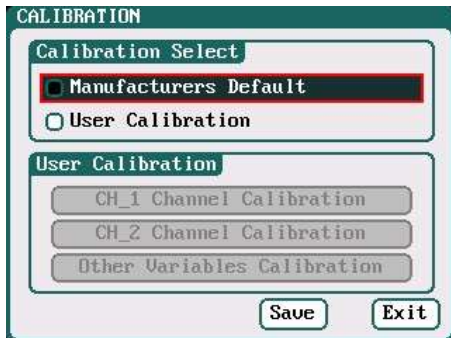 CALIBRATION
Calibration Select
Manufacturers Default
User Calibration
User Calibration
CH_1 Channel Calibration
CH_2 Channel Calibration
Other Variables Calibration
Save Exit